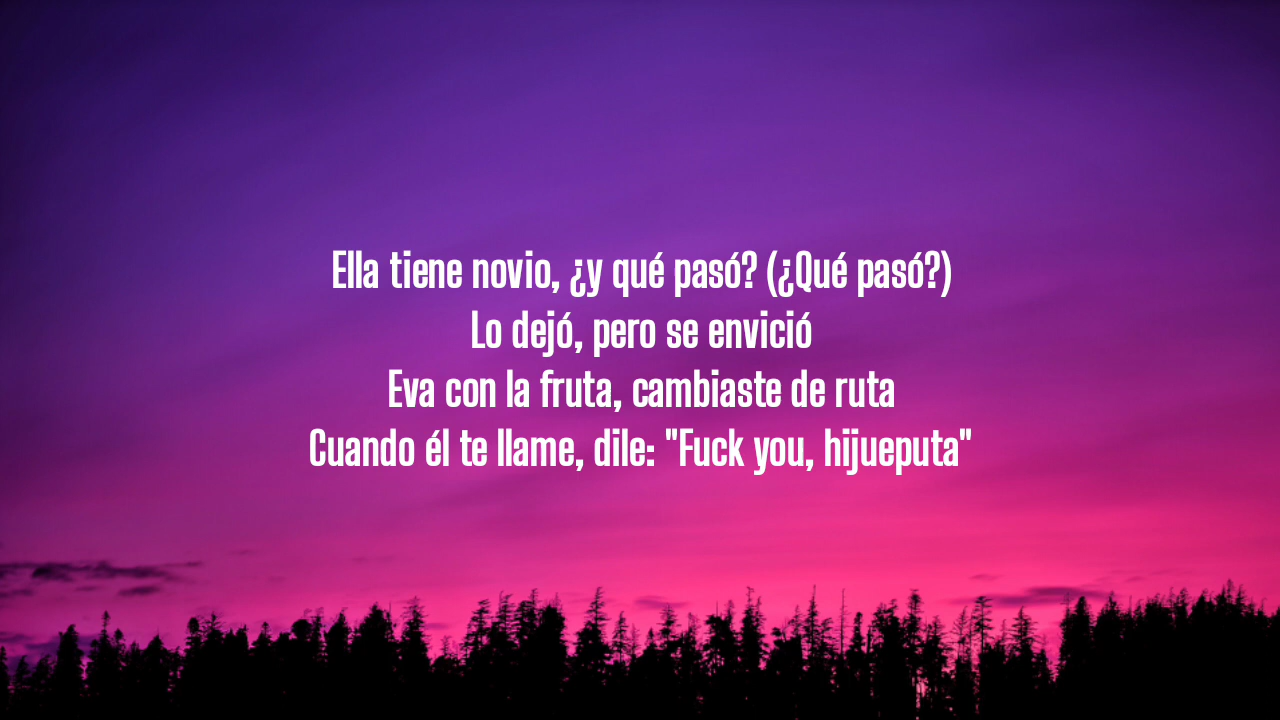 Ella tiene novio, ¿y qué pasó? (¿Qué pasó?)
Lo dejó, pero se envició
Eva con la fruta, cambiaste de ruta
Cuando él te llame, dile: "Fuck you, hijueputa"